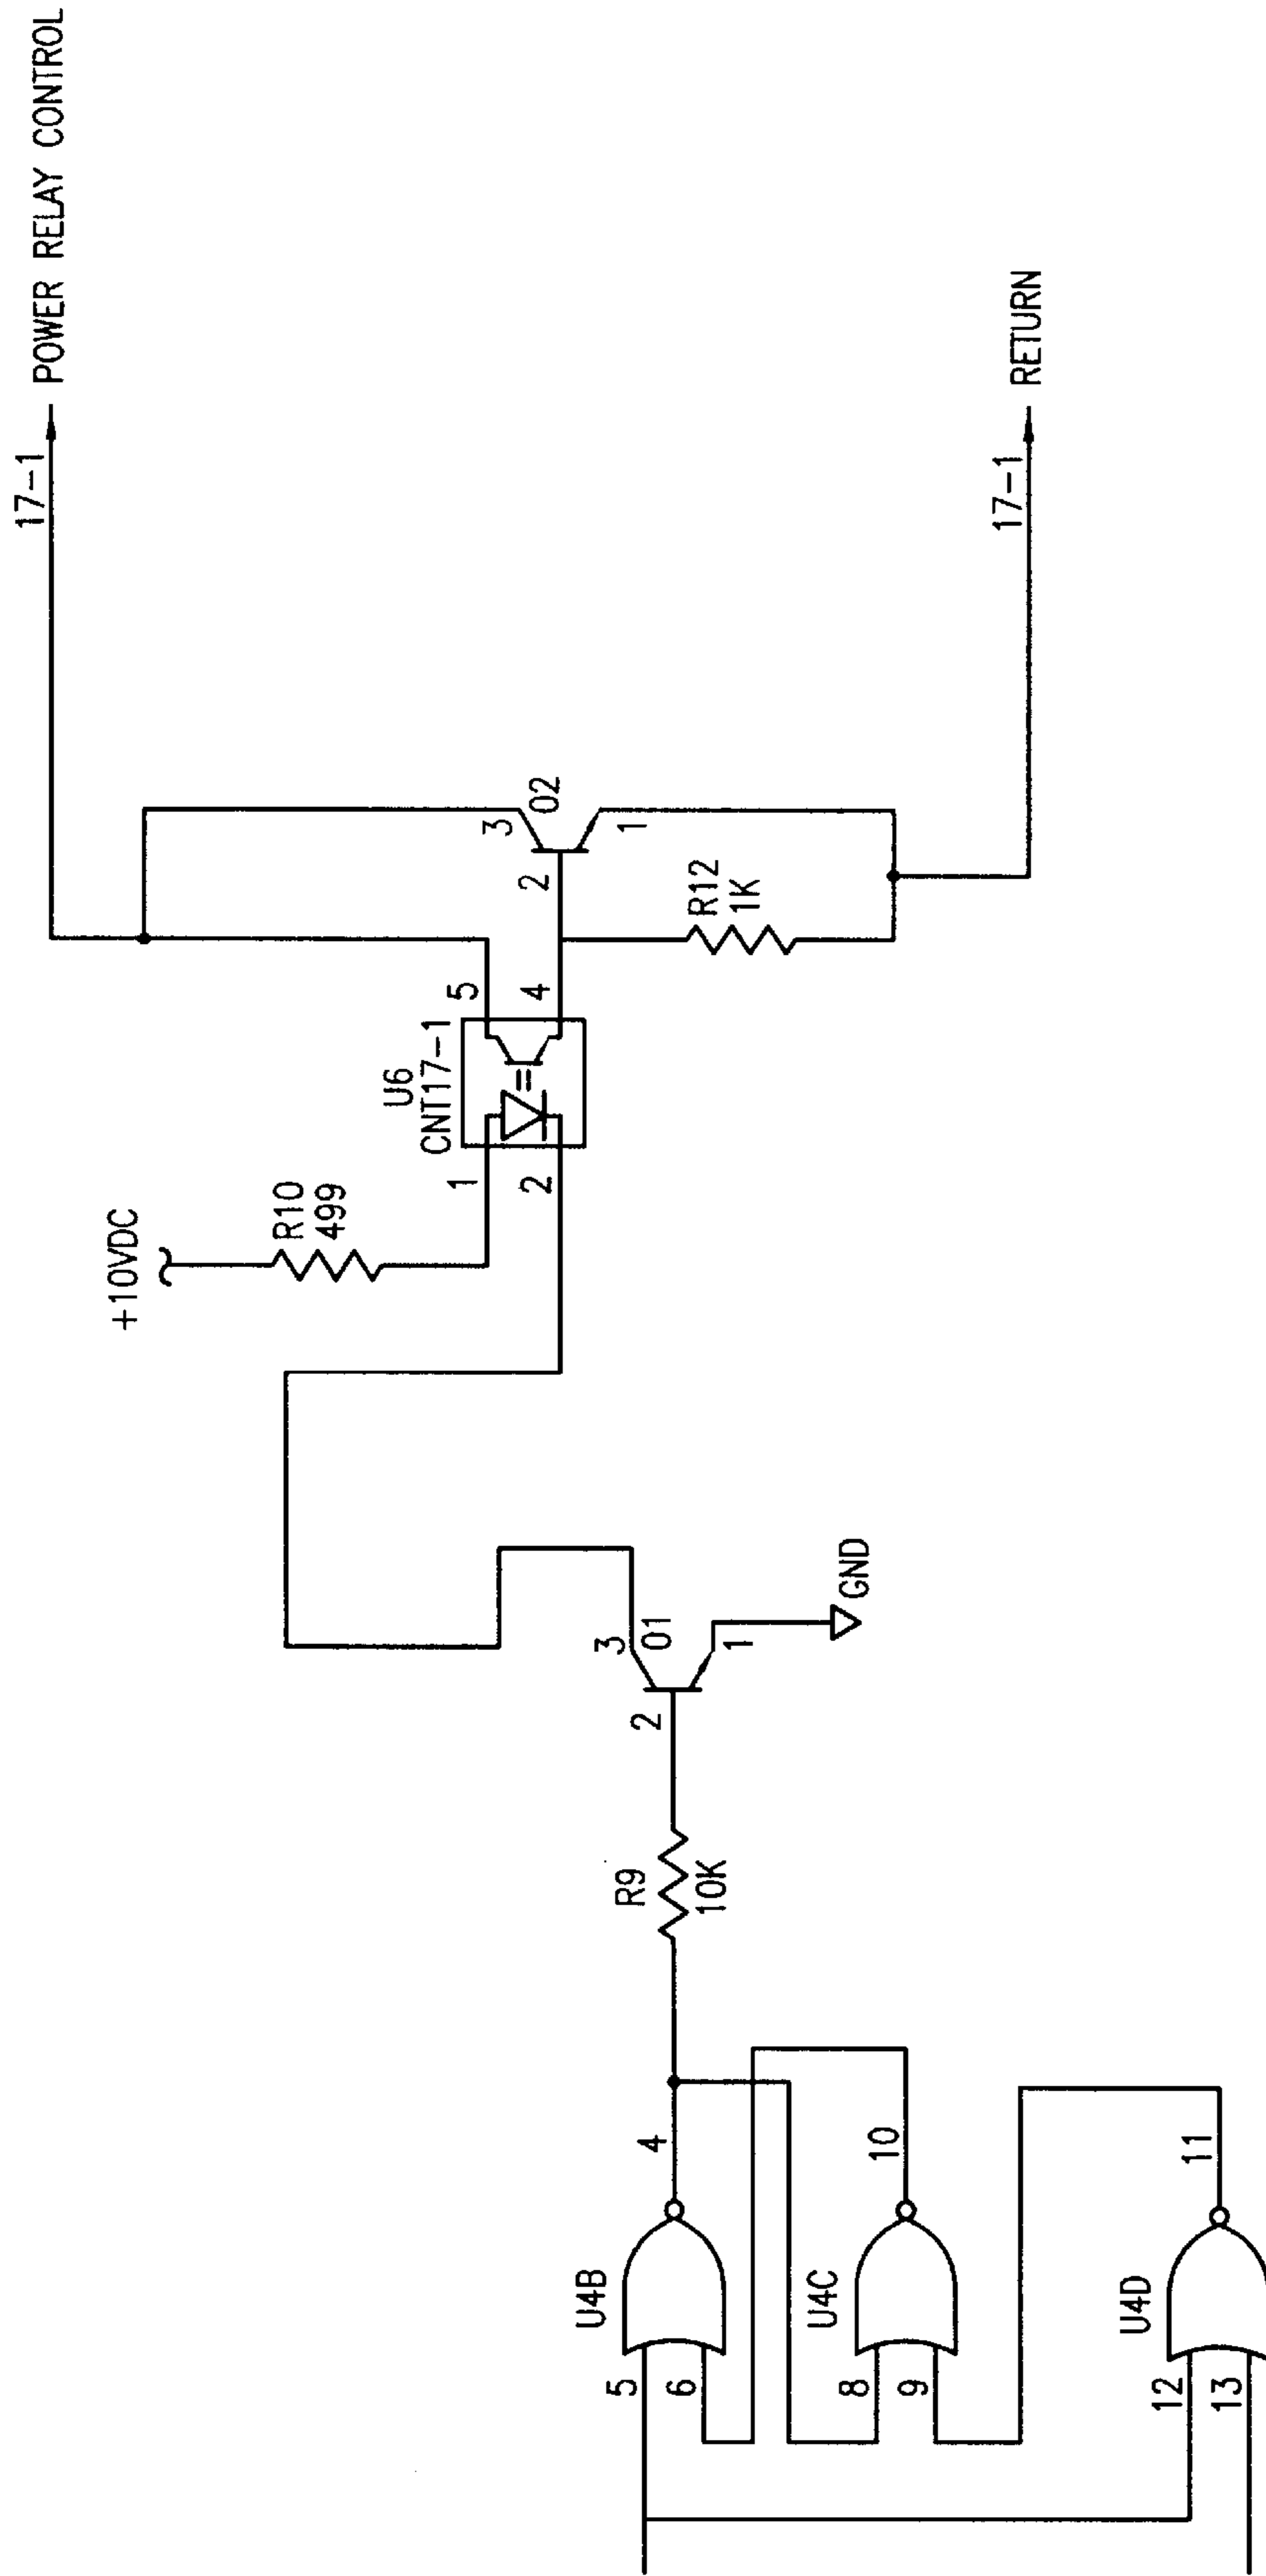 17-1
POWER RELAY CONTROL
+10VDC
R10
499
U6
CNT17-1
1
2
5
4
3
O2
2
1
R12
1K
17-1
RETURN
3
O1
2
1
GND
R9
10K
U4B
5
6
4
U4C
8
9
10
U4D
12
13
11